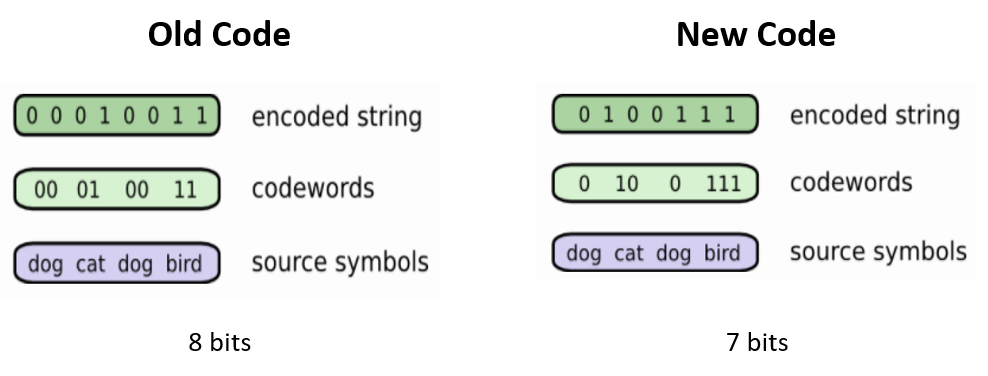 Old Code
0 0 0 1 0 0 1 1 encoded string
00 01 00 11 codewords
dog cat dog bird source symbols
8 bits
New Code
0 1 0 0 1 1 1 encoded string
0 10 0 111 codewords
dog cat dog bird source symbols
7 bits